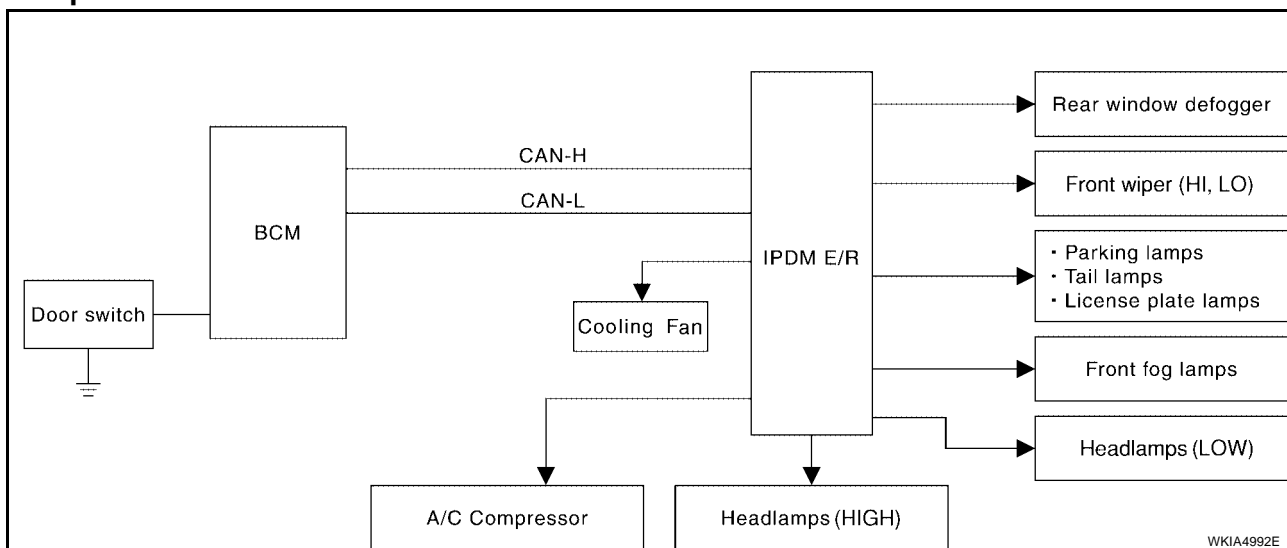 CAN-H
CAN-L
BCM
Door switch
IPDM E/R
Cooling Fan
A/C Compressor
Headlamps (HIGH)
Rear window defogger
Front wiper (HI, LO)
· Parking lamps
· Tail lamps
· License plate lamps
Front fog lamps
Headlamps (LOW)
WKIA4992E